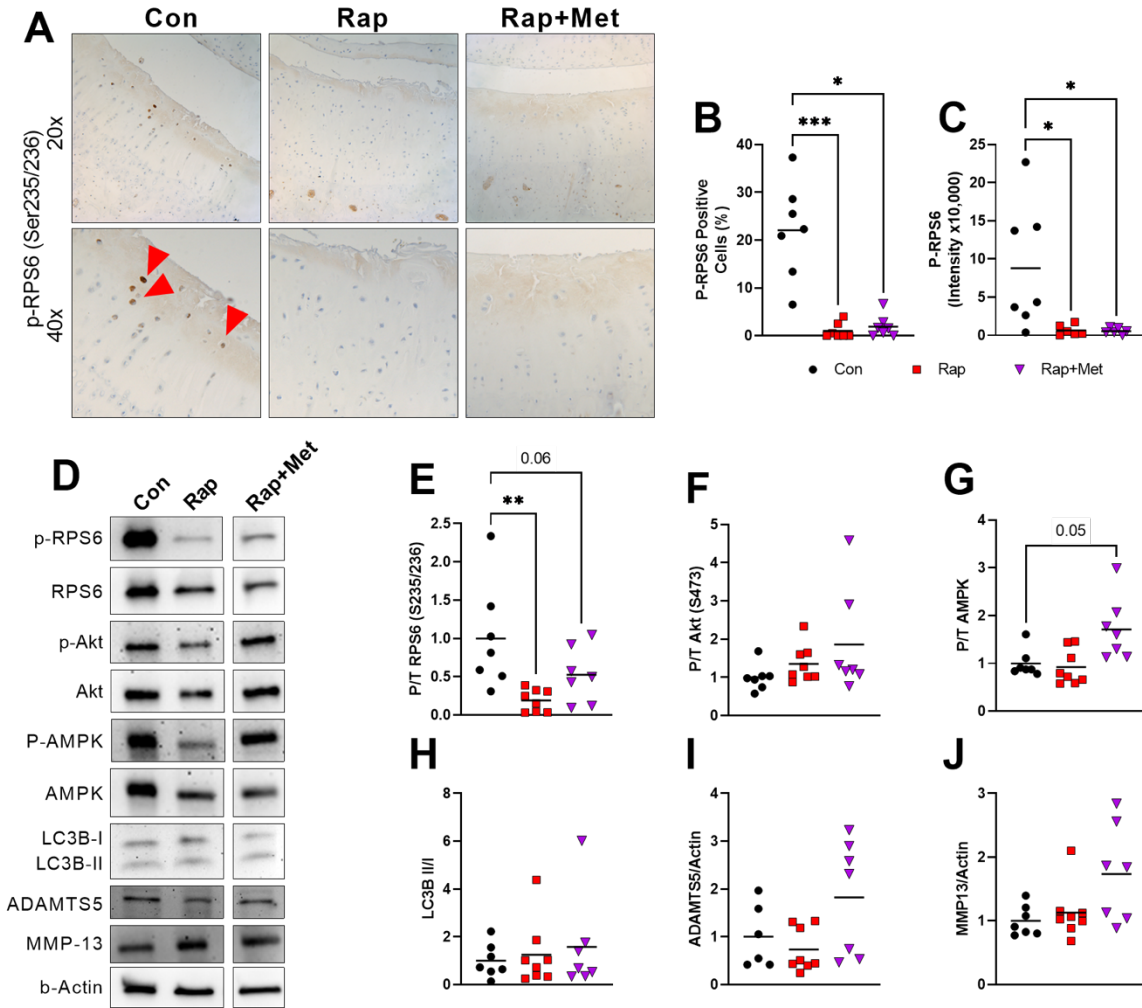 A
Con
Rap
Rap+Met
p-RPS6 (Ser235/236)
20x
40x
B
P-RPS6 Positive
Cells (%)
50
40
30
20
10
0
***
*
C
P-RPS6
(Intensity x10,000)
25
20
15
10
5
0
*
*
Con
Rap
Rap+Met
D
Con
Rap
Rap+Met
p-RPS6
RPS6
p-Akt
Akt
P-AMPK
AMPK
LC3B-I
LC3B-II
ADAMTS5
MMP-13
b-Actin
E
P/T RPS6 (S235/236)
2.5
2.0
1.5
1.0
0.5
0.0
**
0.06
F
P/T Akt (S473)
5
4
3
2
1
0
G
P/T AMPK
4
3
2
1
0
0.05
H
LC3B II/I
8
6
4
2
0
I
ADAMTS5/Actin
4
3
2
1
0
J
MMP13/Actin
3
2
1
0